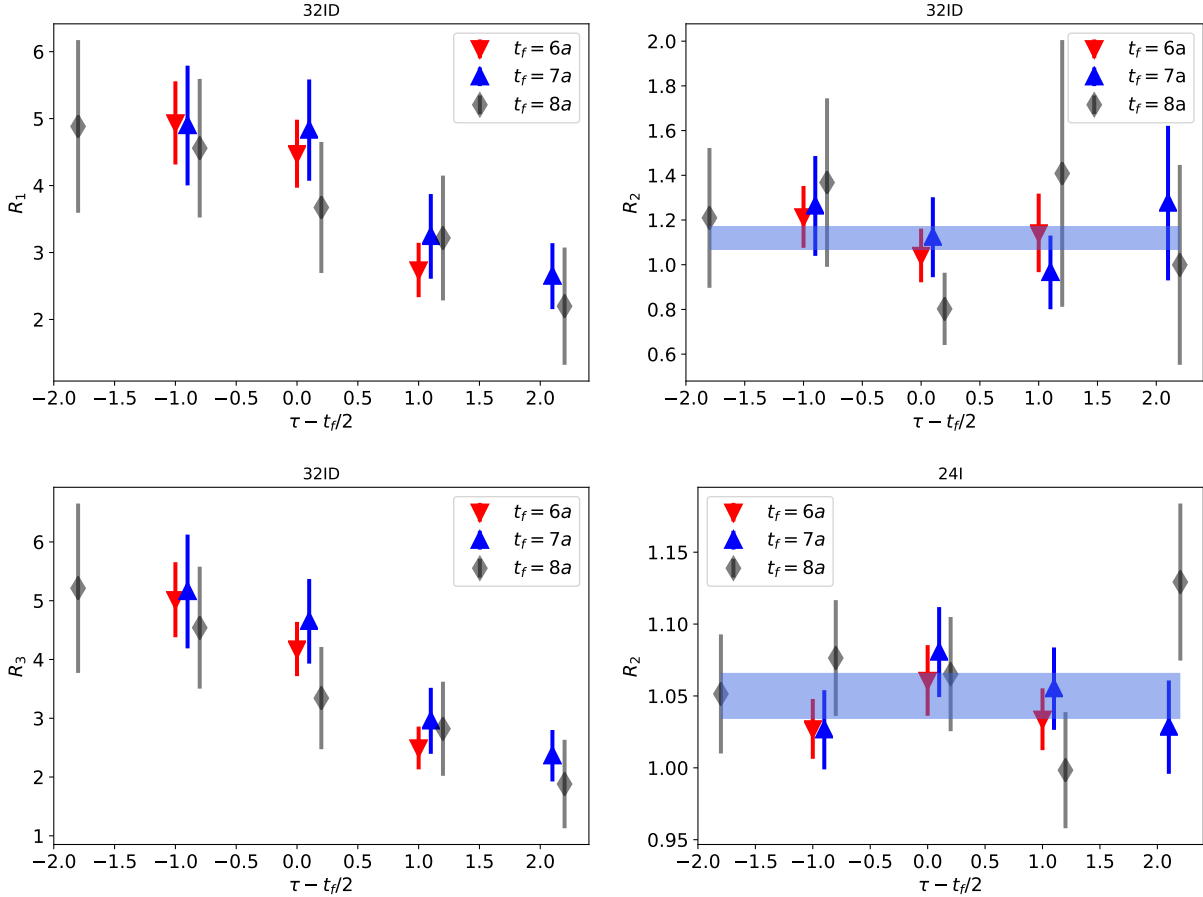 32ID
R₁
6
5
4
3
2
t_f = 6a
t_f = 7a
t_f = 8a
−2.0 −1.5 −1.0 −0.5 0.0 0.5 1.0 1.5 2.0
τ − t_f/2
32ID
R₂
2.0
1.8
1.6
1.4
1.2
1.0
0.8
0.6
t_f = 6a
t_f = 7a
t_f = 8a
−2.0 −1.5 −1.0 −0.5 0.0 0.5 1.0 1.5 2.0
τ − t_f/2
32ID
R₃
6
5
4
3
2
1
t_f = 6a
t_f = 7a
t_f = 8a
−2.0 −1.5 −1.0 −0.5 0.0 0.5 1.0 1.5 2.0
τ − t_f/2
24I
R₂
1.15
1.10
1.05
1.00
0.95
t_f = 6a
t_f = 7a
t_f = 8a
−2.0 −1.5 −1.0 −0.5 0.0 0.5 1.0 1.5 2.0
τ − t_f/2